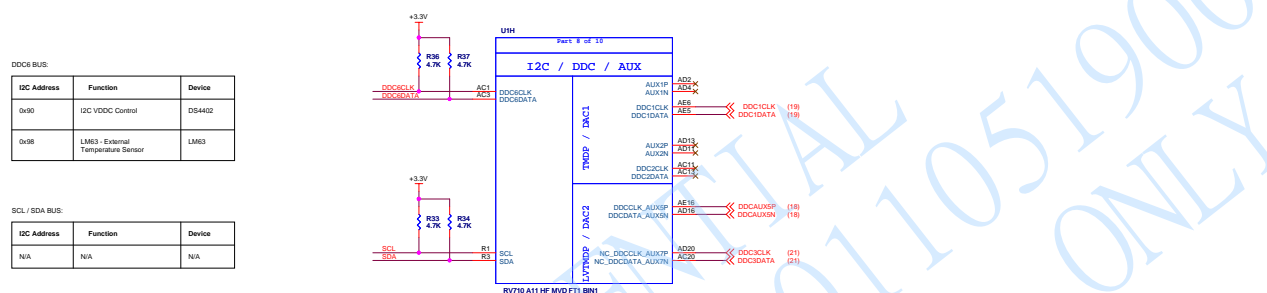 +3.3V
U1H
Part 8 of 10
I2C / DDC / AUX
R36 4.7K
R37 4.7K
DDC6CLK
DDC6DATA
AC1
AC3
DDC6CLK
DDC6DATA
TMDP / DAC1
AUX1P
AUX1N
AD2
AD4
DDC1CLK
DDC1DATA
AE6
AE5
DDC1CLK (19)
DDC1DATA (19)
AUX2P
AUX2N
AD13
AD11
DDC2CLK
DDC2DATA
AC11
AC13
DDC6 BUS:
I2C Address Function Device
0x90 I2C VDDC Control DS4402
0x98 LM63 - External LM63
Temperature Sensor
+3.3V
R33 4.7K
R34 4.7K
SCL
SDA
R1
R3
SCL
SDA
LVTMDP / DAC2
DDCCLK_AUX5P
DDCDATA_AUX5N
AE16
AD16
DDCAUX5P (18)
DDCAUX5N (18)
NC_DDCCLK_AUX7P
NC_DDCDATA_AUX7N
AD20
AC20
DDC3CLK (21)
DDC3DATA (21)
SCL / SDA BUS:
I2C Address Function Device
N/A N/A N/A
RV710 A11 HF MVD FT1 BIN1
ONLY